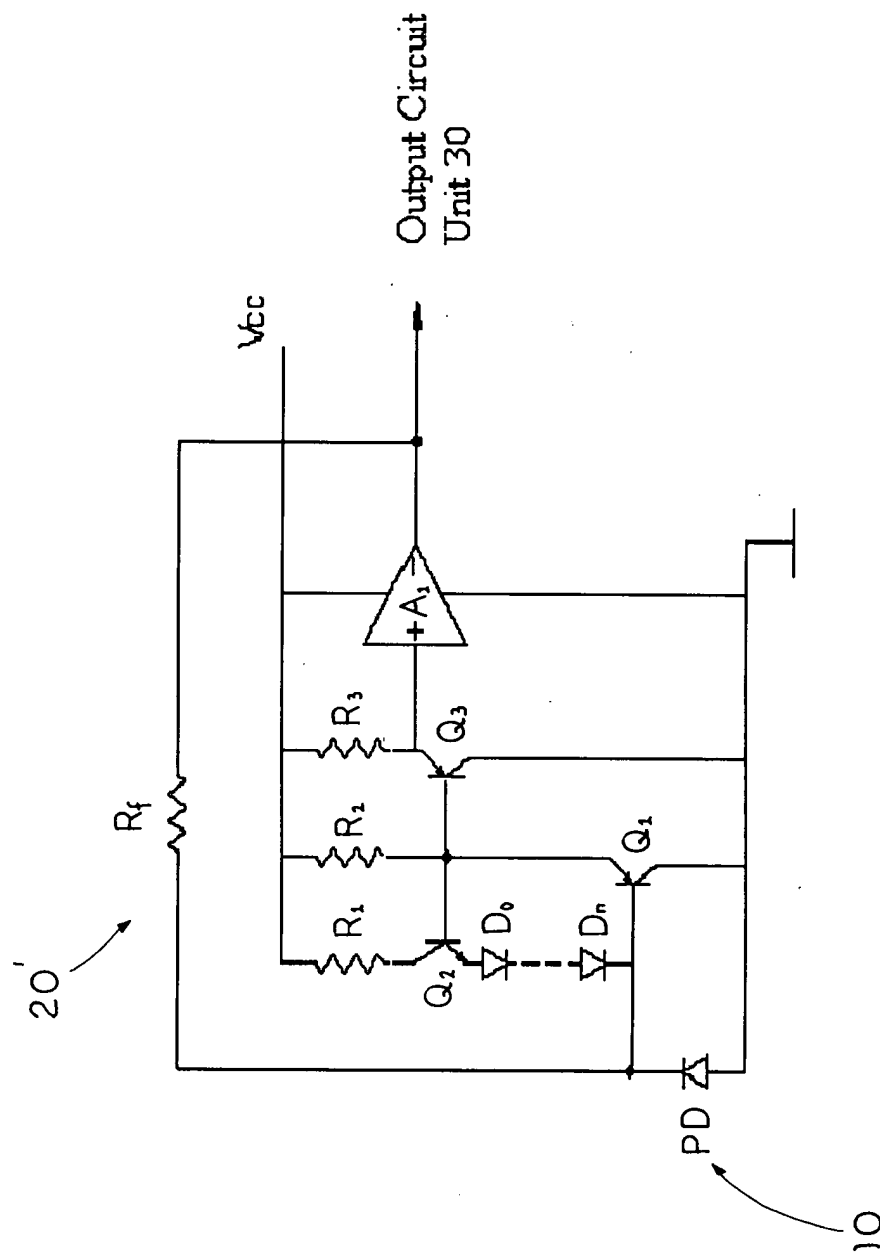 20'
Rf
Vcc
R1
R2
R3
Q2
D0
Dn
Q1
Q3
+ A1 −
Output Circuit
Unit 30
PD
10